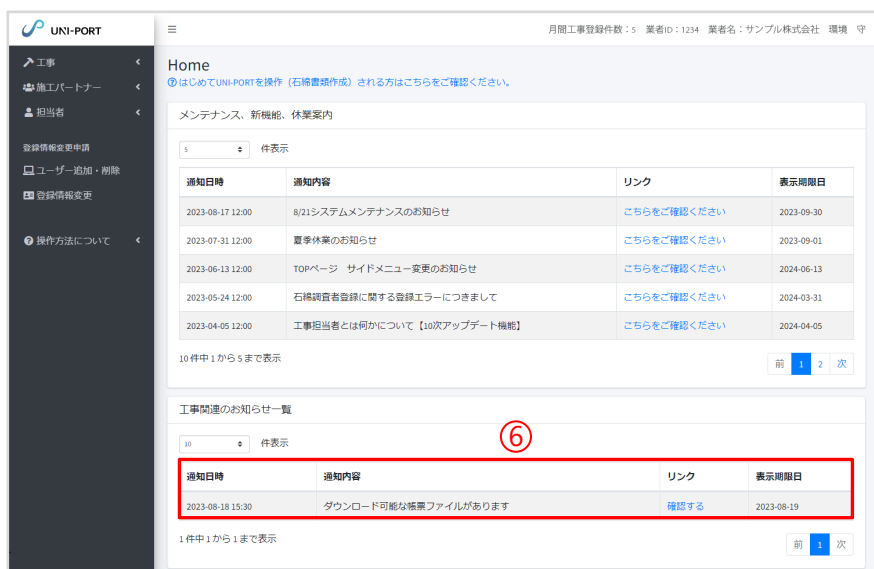 UNI-PORT
月間工事登録件数：5 業者ID：1234 業者名：サンプル株式会社 環境 守
工事
施工パートナー
担当者
登録情報変更申請
ユーザー追加・削除
登録情報変更
操作方法について
Home
はじめてUNI-PORTを操作（石綿書類作成）される方はこちらをご確認ください。
メンテナンス、新機能、休業案内
5 件表示
通知日時 通知内容 リンク 表示期限日
2023-08-17 12:00 8/21システムメンテナンスのお知らせ こちらをご確認ください 2023-09-30
2023-07-31 12:00 夏季休業のお知らせ こちらをご確認ください 2023-09-01
2023-06-13 12:00 TOPページ サイドメニュー変更のお知らせ こちらをご確認ください 2024-06-13
2023-05-24 12:00 石綿調査者登録に関する登録エラーにつきまして こちらをご確認ください 2024-03-31
2023-04-05 12:00 工事担当者とは何かについて【10次アップデート機能】 こちらをご確認ください 2024-04-05
10 件中 1 から 5 まで表示
前 1 2 次
工事関連のお知らせ一覧
10 件表示
⑥
通知日時 通知内容 リンク 表示期限日
2023-08-18 15:30 ダウンロード可能な帳票ファイルがあります 確認する 2023-08-19
1 件中 1 から 1 まで表示
前 1 次